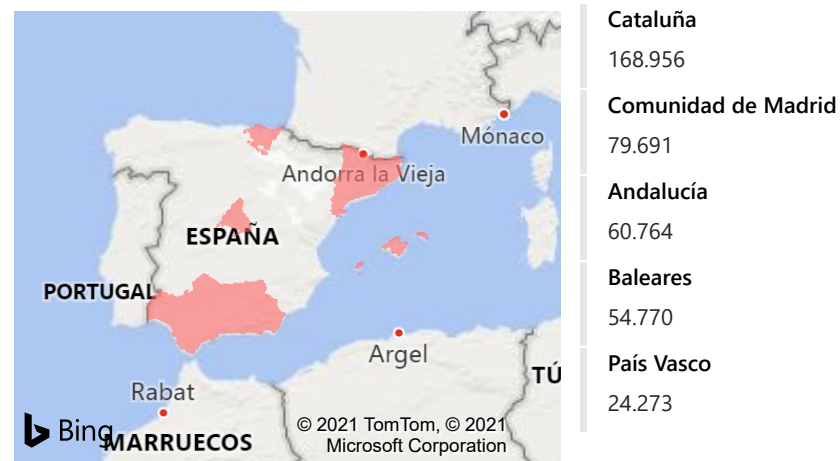 Mónaco
Andorra la Vieja
ESPAÑA
PORTUGAL
Argel
TÚ
Rabat
Bing
MARRUECOS
© 2021 TomTom, © 2021
Microsoft Corporation
Cataluña
168.956
Comunidad de Madrid
79.691
Andalucía
60.764
Baleares
54.770
País Vasco
24.273